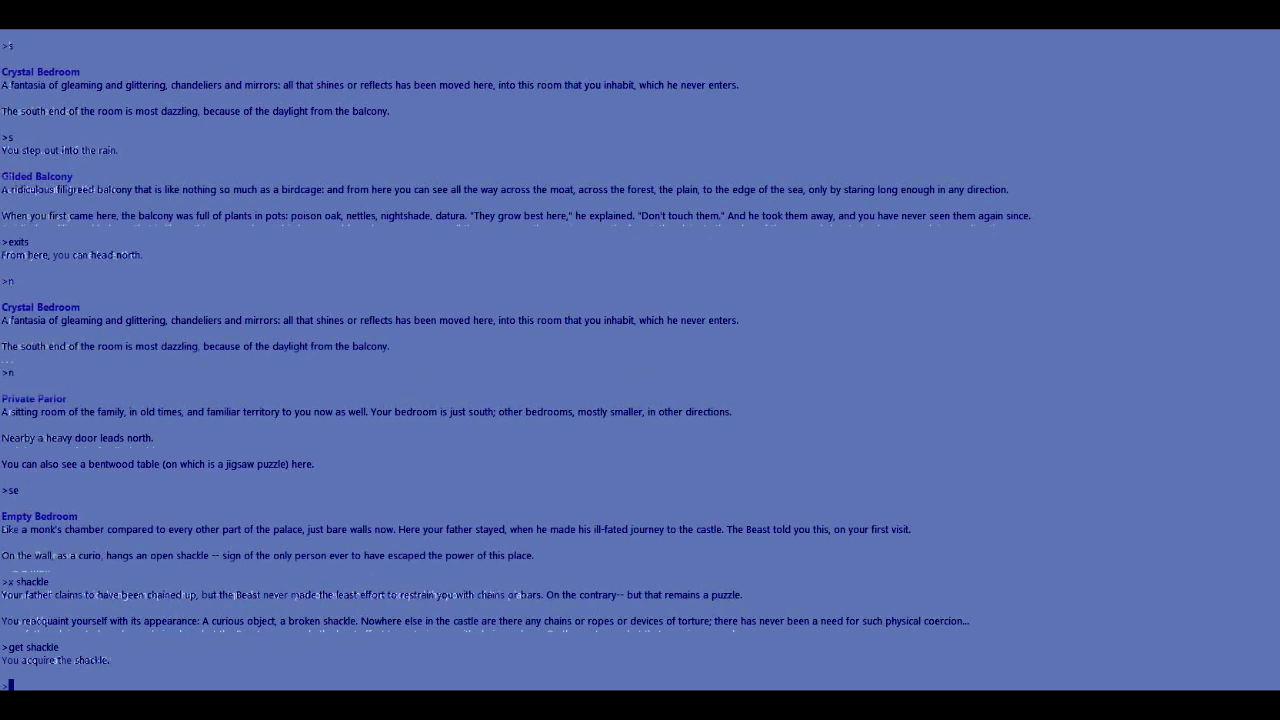 >s
Crystal Bedroom
A fantasia of gleaming and glittering, chandeliers and mirrors: all that shines or reflects has been moved here, into this room that you inhabit, which he never enters.
The south end of the room is most dazzling, because of the daylight from the balcony.
>s
You step out into the rain.
Gilded Balcony
A ridiculous filigreed balcony that is like nothing so much as a birdcage: and from here you can see all the way across the moat, across the forest, the plain, to the edge of the sea, only by staring long enough in any direction.
When you first came here, the balcony was full of plants in pots: poison oak, nettles, nightshade, datura. "They grow best here," he explained. "Don't touch them." And he took them away, and you have never seen them again since.
>exits
From here, you can head north.
>n
Crystal Bedroom
A fantasia of gleaming and glittering, chandeliers and mirrors: all that shines or reflects has been moved here, into this room that you inhabit, which he never enters.
The south end of the room is most dazzling, because of the daylight from the balcony.
>n
Private Parlor
A sitting room of the family, in old times, and familiar territory to you now as well. Your bedroom is just south; other bedrooms, mostly smaller, in other directions.
Nearby a heavy door leads north.
You can also see a bentwood table (on which is a jigsaw puzzle) here.
>se
Empty Bedroom
Like a monk's chamber compared to every other part of the palace, just bare walls now. Here your father stayed, when he made his ill-fated journey to the castle. The Beast told you this, on your first visit.
On the wall, as a curio, hangs an open shackle -- sign of the only person ever to have escaped the power of this place.
>x shackle
Your father claims to have been chained up, but the Beast never made the least effort to restrain you with chains or bars. On the contrary-- but that remains a puzzle.
You reacquaint yourself with its appearance: A curious object, a broken shackle. Nowhere else in the castle are there any chains or ropes or devices of torture; there has never been a need for such physical coercion...
>get shackle
You acquire the shackle.
>